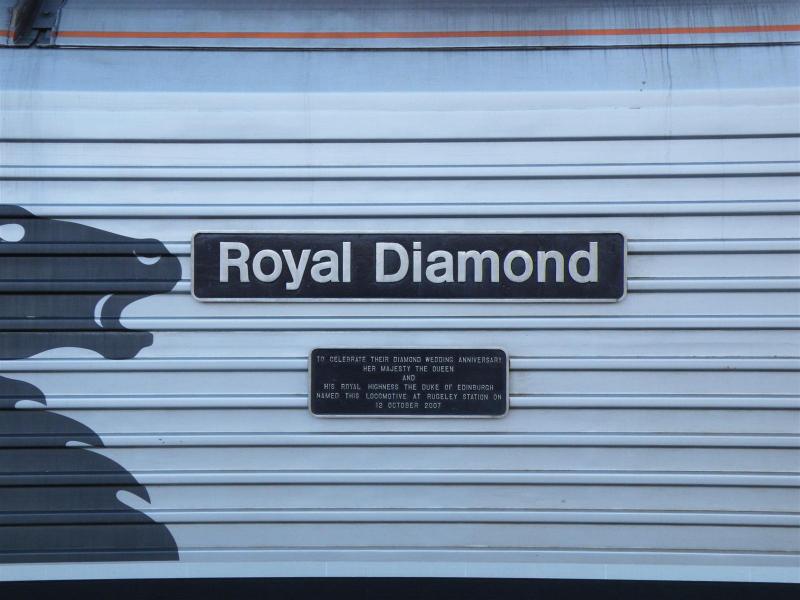 Royal Diamond
TO CELEBRATE THEIR DIAMOND WEDDING ANNIVERSARY
HER MAJESTY THE QUEEN
AND
HIS ROYAL HIGHNESS THE DUKE OF EDINBURGH
NAMED THIS LOCOMOTIVE AT RUGELEY STATION ON
12 OCTOBER 2007